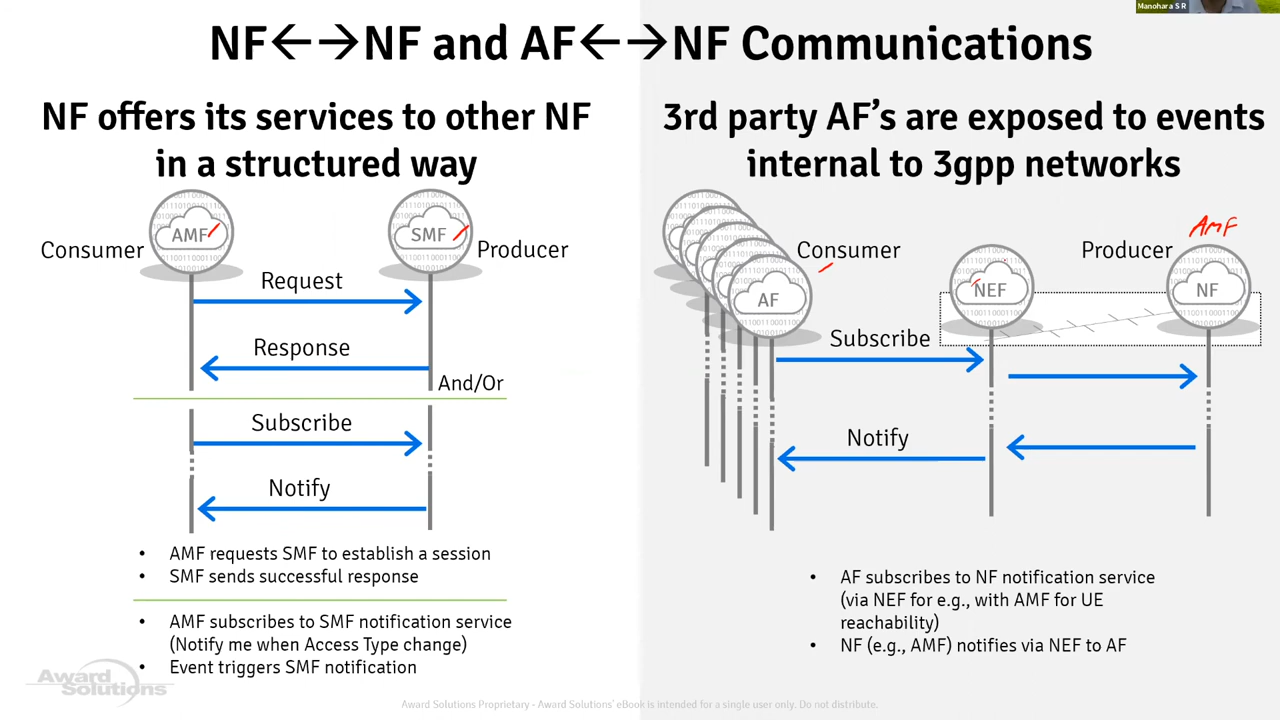 Manohara S R
NF←→NF and AF←→NF Communications
NF offers its services to other NF
in a structured way
AMF
SMF
Consumer
Producer
Request
Response
And/Or
Subscribe
Notify
• AMF requests SMF to establish a session
• SMF sends successful response
• AMF subscribes to SMF notification service
(Notify me when Access Type change)
• Event triggers SMF notification
3rd party AF’s are exposed to events
internal to 3gpp networks
AMF
Consumer
Producer
AF
NEF
NF
Subscribe
Notify
• AF subscribes to NF notification service
(via NEF for e.g., with AMF for UE
reachability)
• NF (e.g., AMF) notifies via NEF to AF
Award
Solutions
Award Solutions Proprietary - Award Solutions’ eBook is intended for a single user only. Do not distribute.